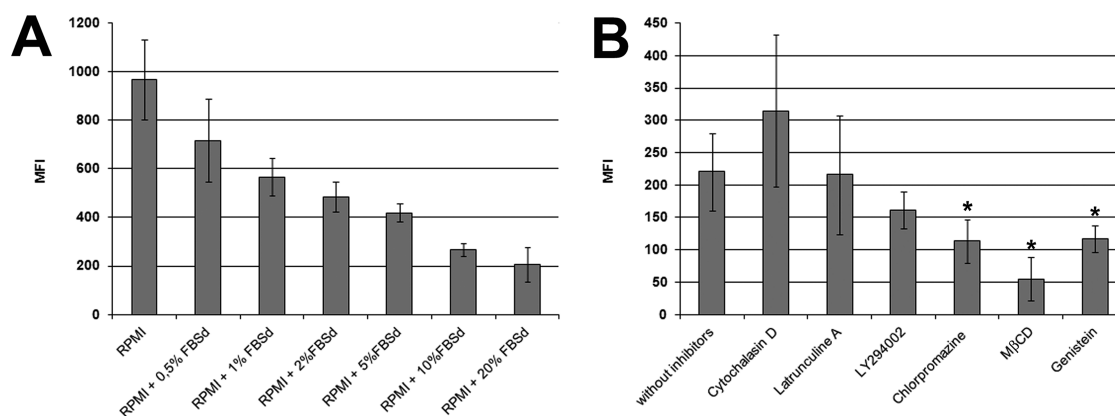 A
1200
1000
800
600
400
200
0
MFI
RPMI
RPMI + 0,5% FBSd
RPMI + 1% FBSd
RPMI + 2%FBSd
RPMI + 5%FBSd
RPMI + 10%FBSd
RPMI + 20% FBSd
B
450
400
350
300
250
200
150
100
50
0
MFI
*
*
*
without inhibitors
Cytochalasin D
Latrunculine A
LY294002
Chlorpromazine
MβCD
Genistein